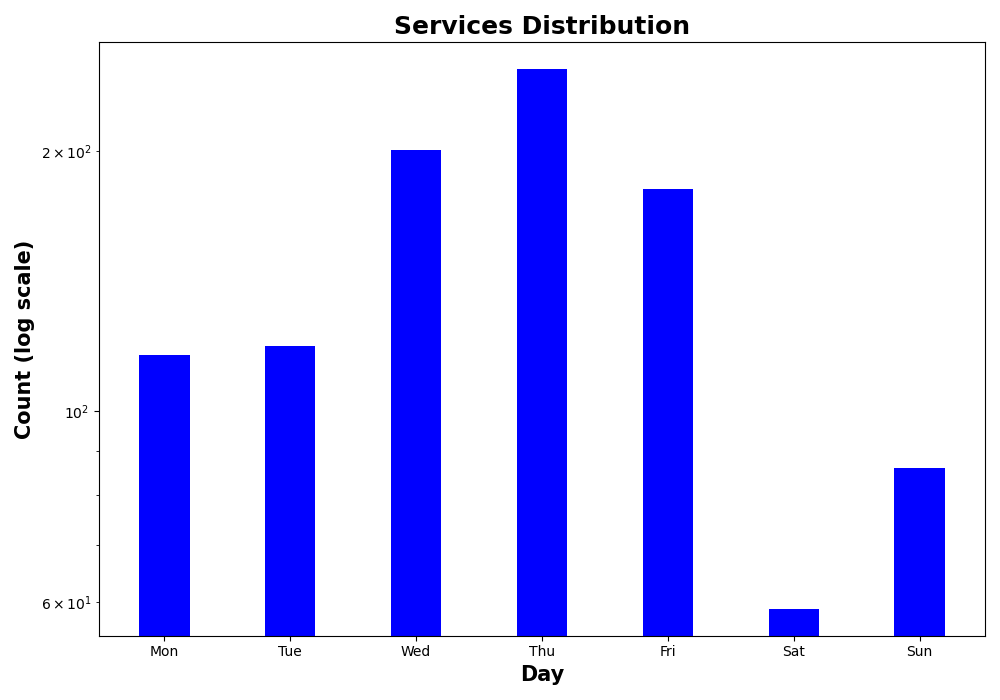 Services Distribution
Count (log scale)
2 × 10²
10²
6 × 10¹
Mon Tue Wed Thu Fri Sat Sun
Day